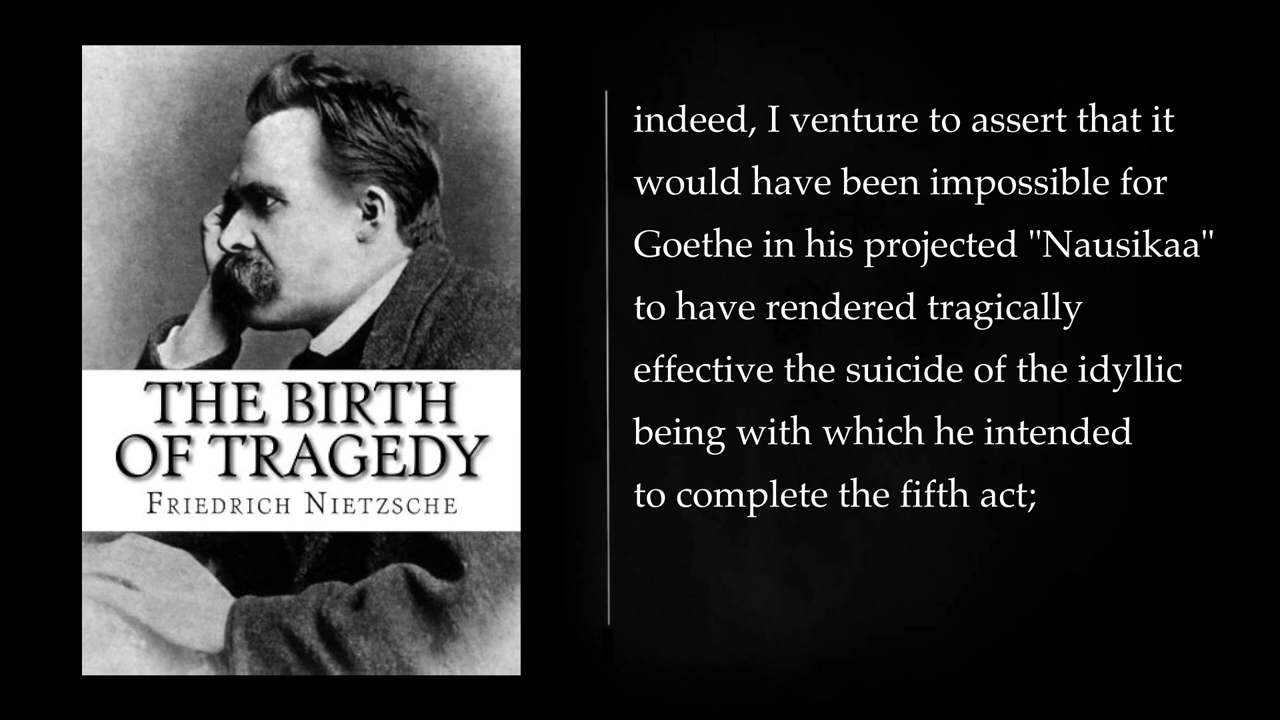 THE BIRTH
OF TRAGEDY
FRIEDRICH NIETZSCHE
indeed, I venture to assert that it
would have been impossible for
Goethe in his projected "Nausikaa"
to have rendered tragically
effective the suicide of the idyllic
being with which he intended
to complete the fifth act;